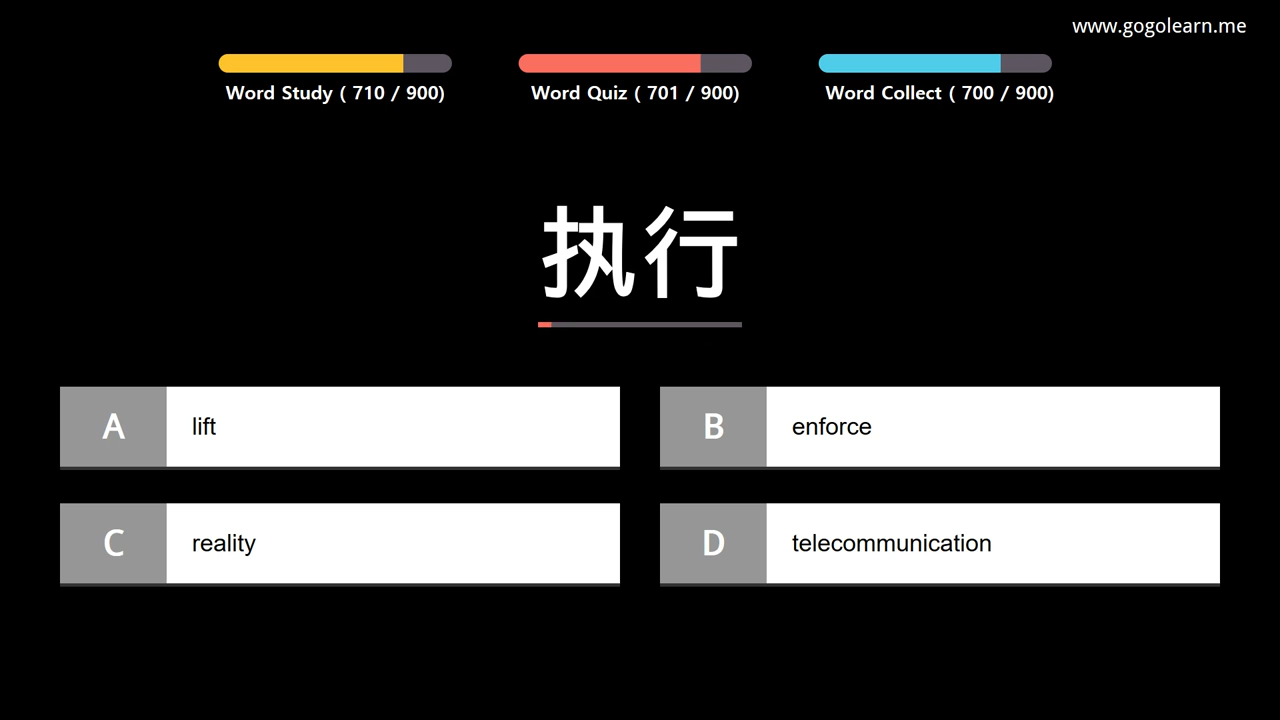 www.gogolearn.me
Word Study ( 710 / 900)
Word Quiz ( 701 / 900)
Word Collect ( 700 / 900)
执行
A lift
B enforce
C reality
D telecommunication